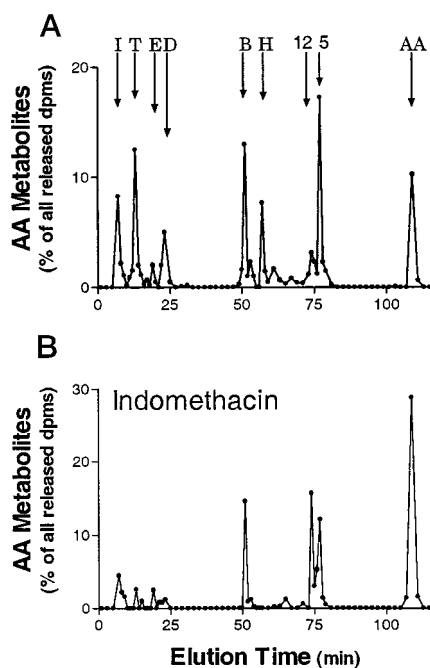 A
I T E D B H 12 5 AA
AA Metabolites
(% of all released dpms)
20
10
0
0 25 50 75 100
B
Indomethacin
AA Metabolites
(% of all released dpms)
30
20
10
0
0 25 50 75 100
Elution Time (min)